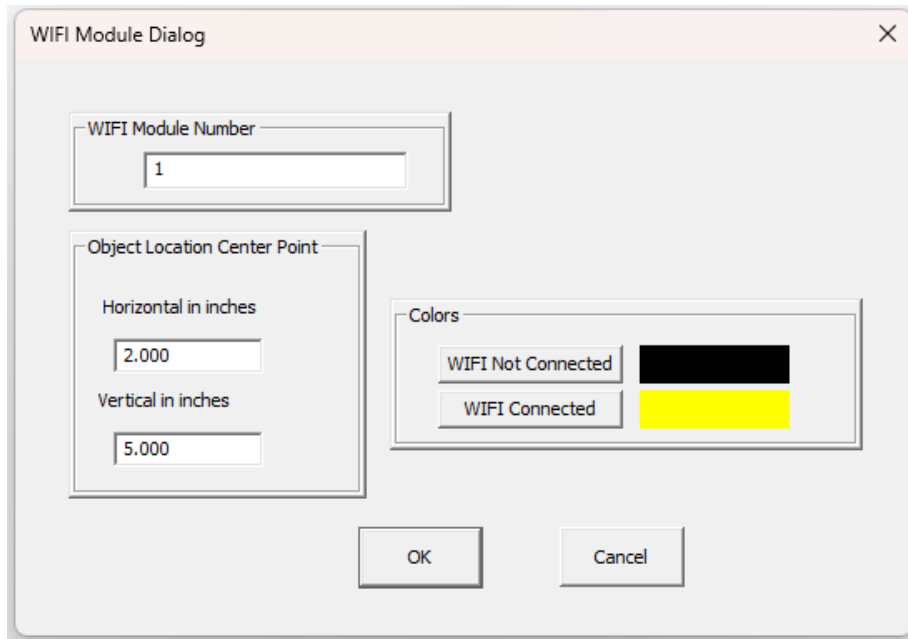 WIFI Module Dialog
WIFI Module Number
1
Object Location Center Point
Horizontal in inches
2.000
Vertical in inches
5.000
Colors
WIFI Not Connected
WIFI Connected
OK
Cancel